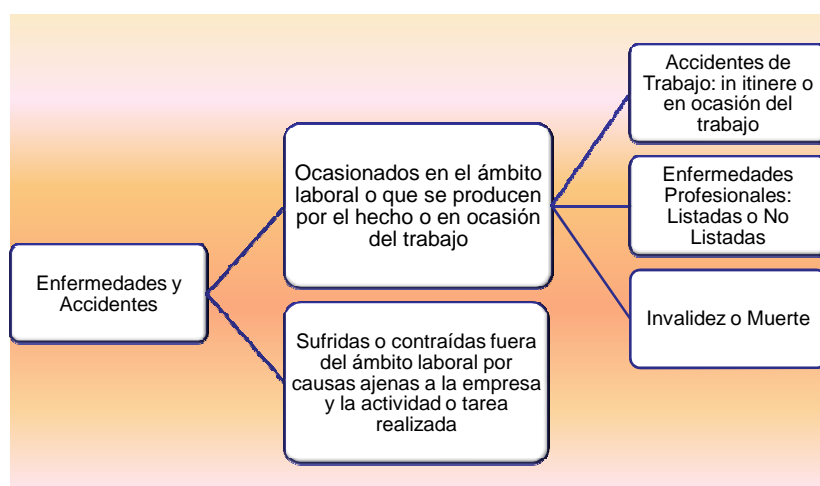 Enfermedades y
Accidentes
Ocasionados en el ámbito
laboral o que se producen
por el hecho o en ocasión
del trabajo
Sufridas o contraídas fuera
del ámbito laboral por
causas ajenas a la empresa
y la actividad o tarea
realizada
Accidentes de
Trabajo: in itinere o
en ocasión del
trabajo
Enfermedades
Profesionales:
Listadas o No
Listadas
Invalidez o Muerte